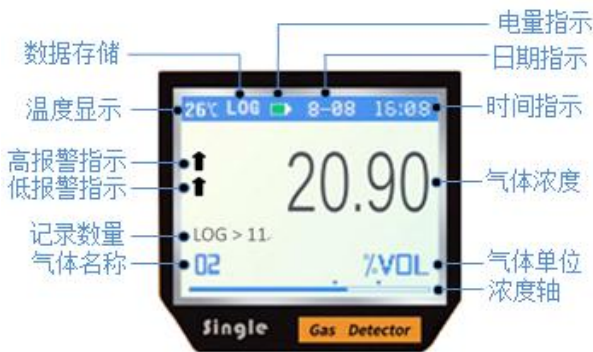 电量指示
数据存储
日期指示
温度显示
26℃ LOG 8-08 16:08
时间指示
高报警指示
低报警指示
20.90
气体浓度
记录数量
LOG > 11
气体名称
O2
%VOL
气体单位
浓度轴
Single
Gas Detector